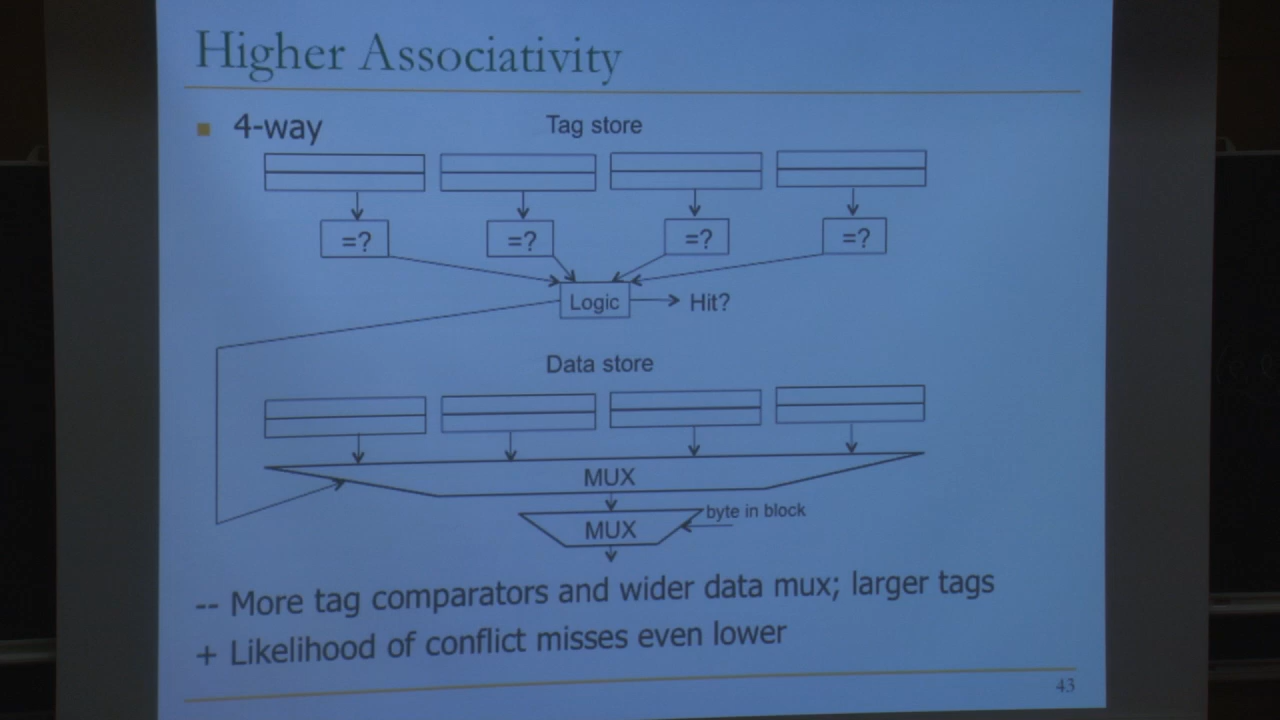 Higher Associativity
4-way
Tag store
=? =? =? =?
Logic Hit?
Data store
MUX
byte in block
MUX
-- More tag comparators and wider data mux; larger tags
+ Likelihood of conflict misses even lower
43